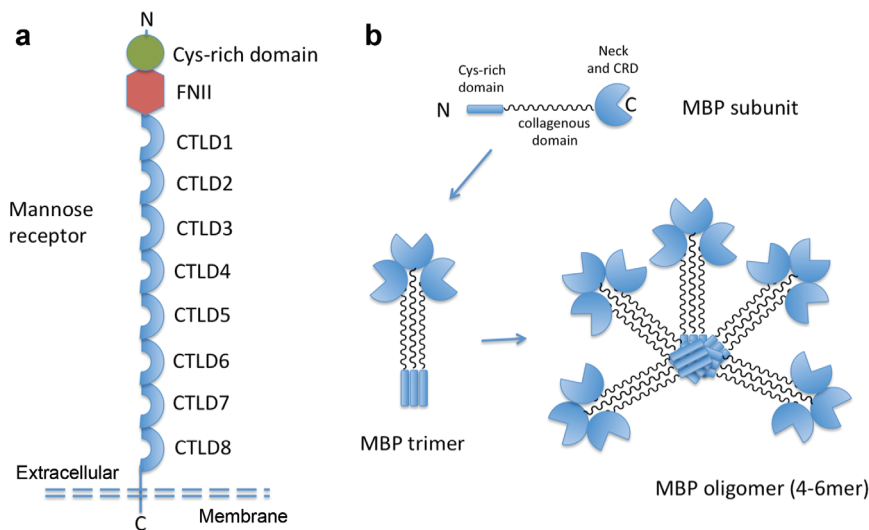 a
N
Cys-rich domain
FNII
CTLD1
CTLD2
CTLD3
CTLD4
CTLD5
CTLD6
CTLD7
CTLD8
Mannose
receptor
Extracellular
Membrane
C
b
Cys-rich
domain
Neck
and CRD
N
C
collagenous
domain
MBP subunit
MBP trimer
MBP oligomer (4-6mer)